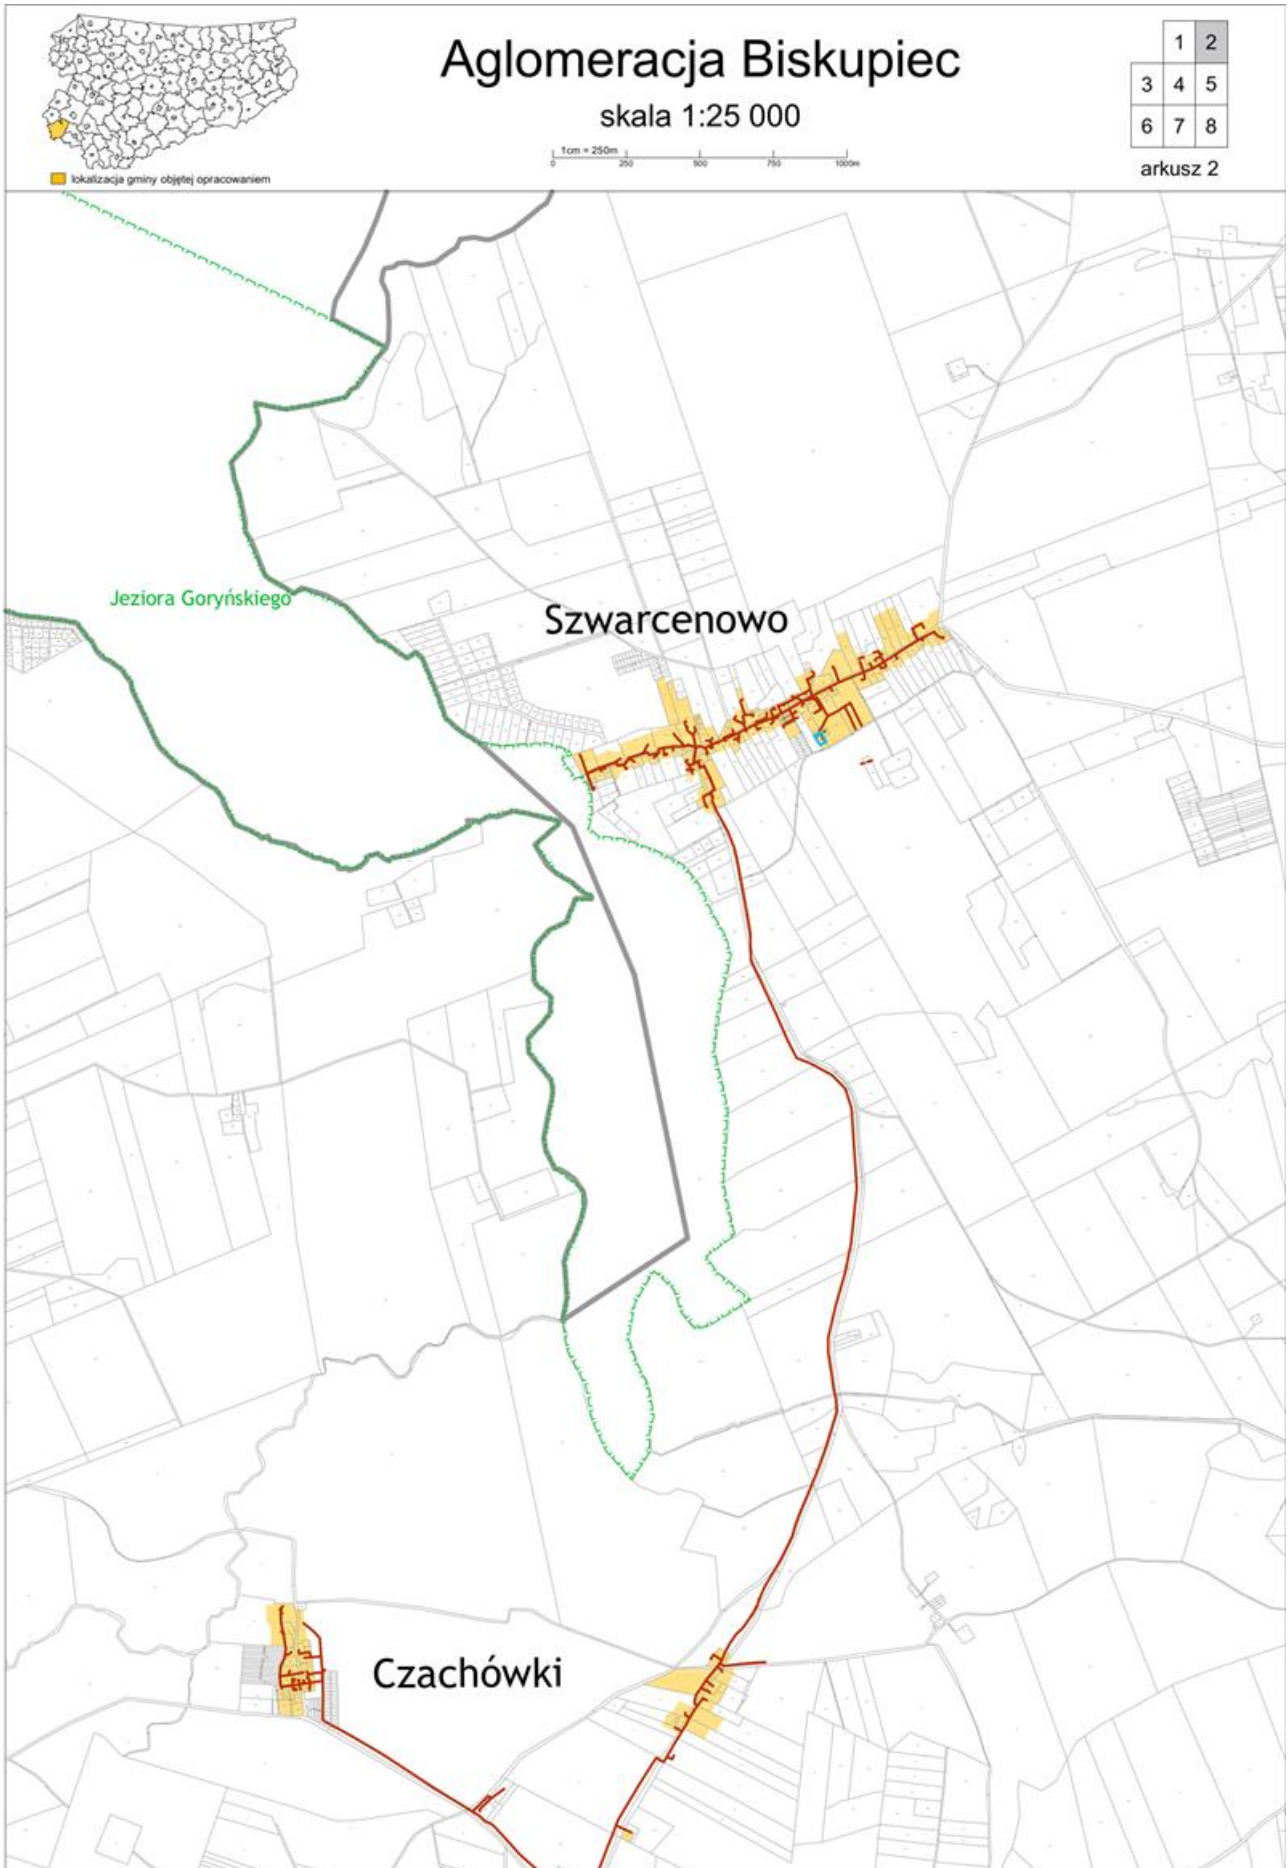 Aglomeracja Biskupiec
skala 1:25 000
1cm = 250m
0 250 500 750 1000m
lokalizacja gminy objętej opracowaniem
1 2
3 4 5
6 7 8
arkusz 2
Jeziora Goryńskiego
Szwarcenowo
Czachówki